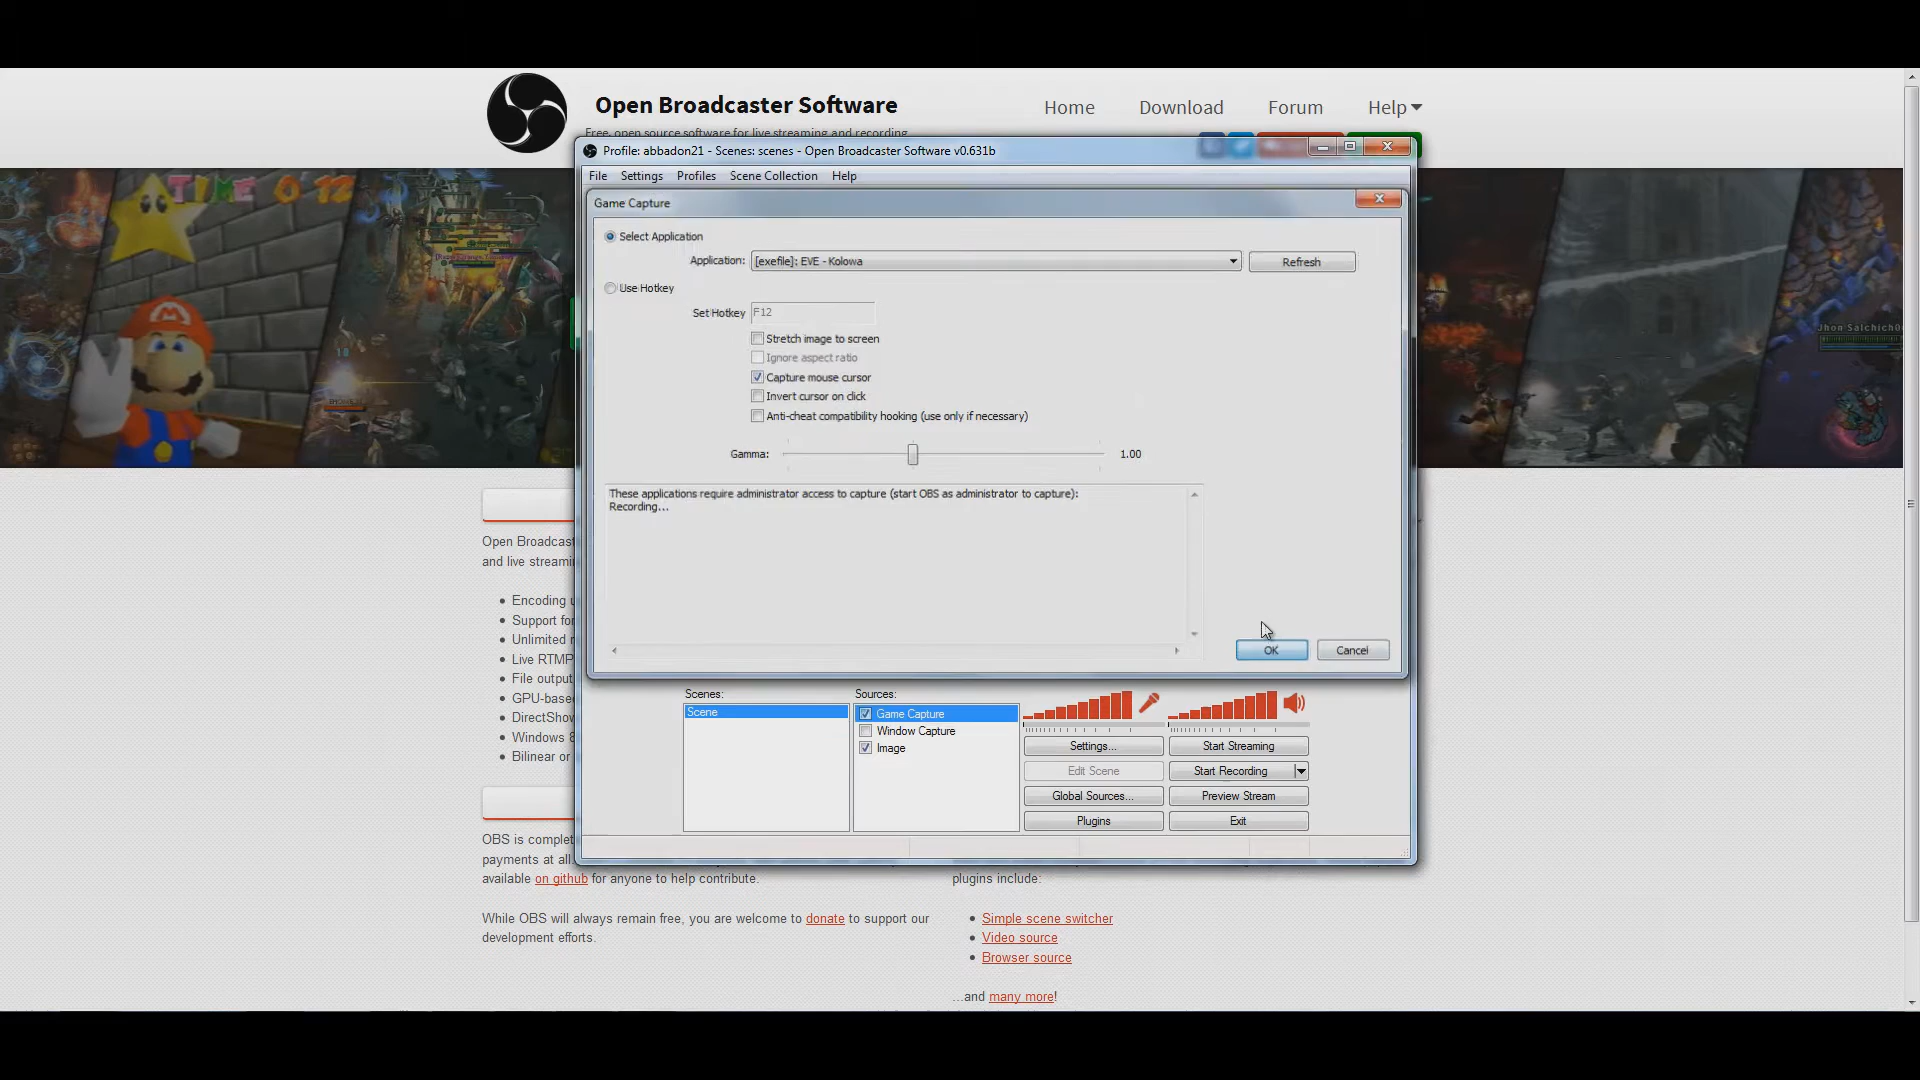 Open Broadcaster Software
Home Download Forum Help
Free, open source software for live streaming and recording
Profile: abbadon21 - Scenes: scenes - Open Broadcaster Software v0.631b
File Settings Profiles Scene Collection Help
TIME 0'12
Game Capture
Select Application
Application: [exefile]: EVE - Kolowa Refresh
Use Hotkey
Set Hotkey F12
Stretch image to screen
Ignore aspect ratio
Capture mouse cursor
Invert cursor on click
Anti-cheat compatibility hooking (use only if necessary)
Gamma: 1.00
These applications require administrator access to capture (start OBS as administrator to capture):
Recording...
OK Cancel
Scenes: Sources:
Scene
Game Capture
Window Capture
Image
Settings... Start Streaming
Edit Scene Start Recording
Global Sources... Preview Stream
Plugins Exit
Jhon Salchich
Open Broadcast
and live streamin
Encoding u
Support for
Unlimited
Live RTMP
File output
GPU-base
DirectShow
Windows 8
Bilinear or
OBS is complet
payments at all.
available on github for anyone to help contribute.
While OBS will always remain free, you are welcome to donate to support our
development efforts.
plugins include:
Simple scene switcher
Video source
Browser source
...and many more!